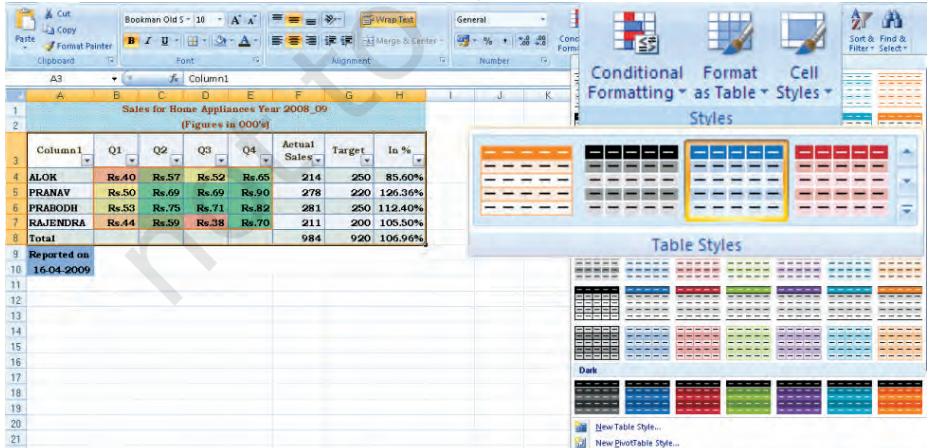 Cut
Copy
Paste
Format Painter
Clipboard
Bookman Old S 10 A A
B I U A
Font
Wrap Text
Merge & Center
Alignment
General
% ,
Number
Conditional Formatting
Format as Table
Cell Styles
Styles
Sort & Filter
Find & Select
A3 fx Column1
A B C D E F G H I J K
1 Sales for Home Appliances Year 2008_09
2 (Figures in 000's)
3 Column1 Q1 Q2 Q3 Q4 Actual Sales Target In %
4 ALOK Rs.40 Rs.57 Rs.52 Rs.65 214 250 85.60%
5 PRANAV Rs.50 Rs.69 Rs.69 Rs.90 278 220 126.36%
6 PRABODH Rs.53 Rs.75 Rs.71 Rs.82 281 250 112.40%
7 RAJENDRA Rs.44 Rs.59 Rs.38 Rs.70 211 200 105.50%
8 Total 984 920 106.96%
9 Reported on
10 16-04-2009
11
12
13
14
15
16
17
18
19
20
21
Table Styles
Dark
New Table Style...
New PivotTable Style...